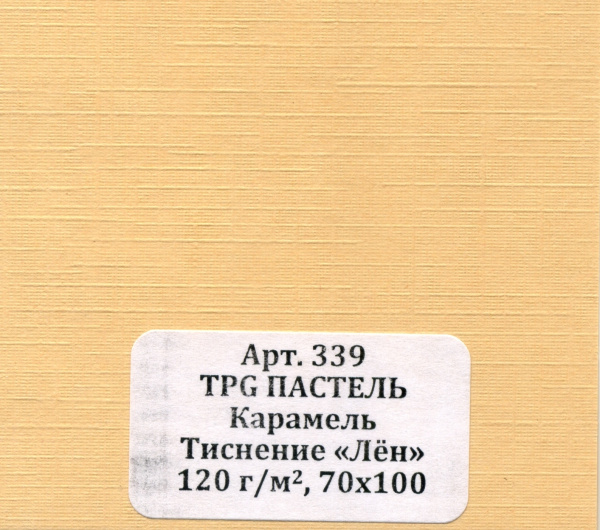 Арт. 339
TPG ПАСТЕЛЬ
Карамель
Тиснение «Лён»
120 г/м², 70х100